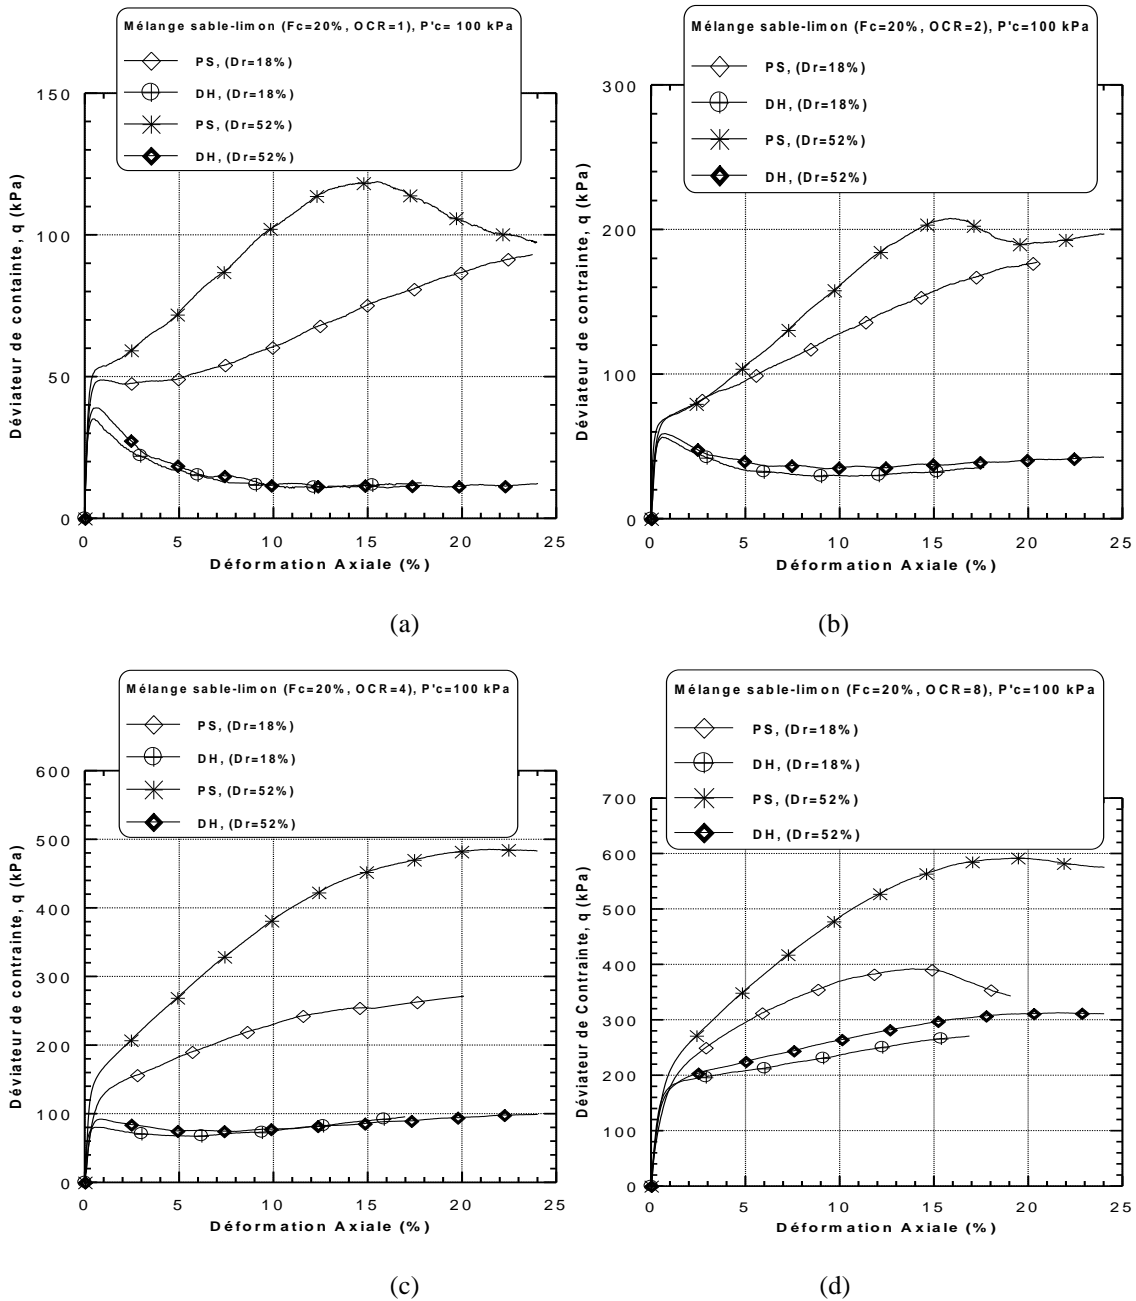 Mélange sable-limon (Fc=20%, OCR=1), P'c= 100 kPa
PS, (Dr=18%)
DH, (Dr=18%)
PS, (Dr=52%)
DH, (Dr=52%)
150
100
50
0
Déviateur de containte, q (kPa)
0 5 10 15 20 25
Déformation Axiale (%)
(a)
Mélange sable-limon (Fc=20%, OCR=2), P'c=100 kPa
PS, (Dr=18%)
DH, (Dr=18%)
PS, (Dr=52%)
DH, (Dr=52%)
300
200
100
0
Déviateur de contrainte, q (kPa)
0 5 10 15 20 25
Déformation Axiale (%)
(b)
Mélange sable-limon (Fc=20%, OCR=4), P'c=100 kPa
PS, (Dr=18%)
DH, (Dr=18%)
PS, (Dr=52%)
DH, (Dr=52%)
600
500
400
300
200
100
0
Déviateur de contrainte, q (kPa)
0 5 10 15 20 25
Déformation Axiale (%)
(c)
Mélange sable-limon (Fc=20%, OCR=8), P'c=100 kPa
PS, (Dr=18%)
DH, (Dr=18%)
PS, (Dr=52%)
DH, (Dr=52%)
700
600
500
400
300
200
100
0
Déviateur de Contrainte, q (kPa)
0 5 10 15 20 25
Déformation Axiale (%)
(d)